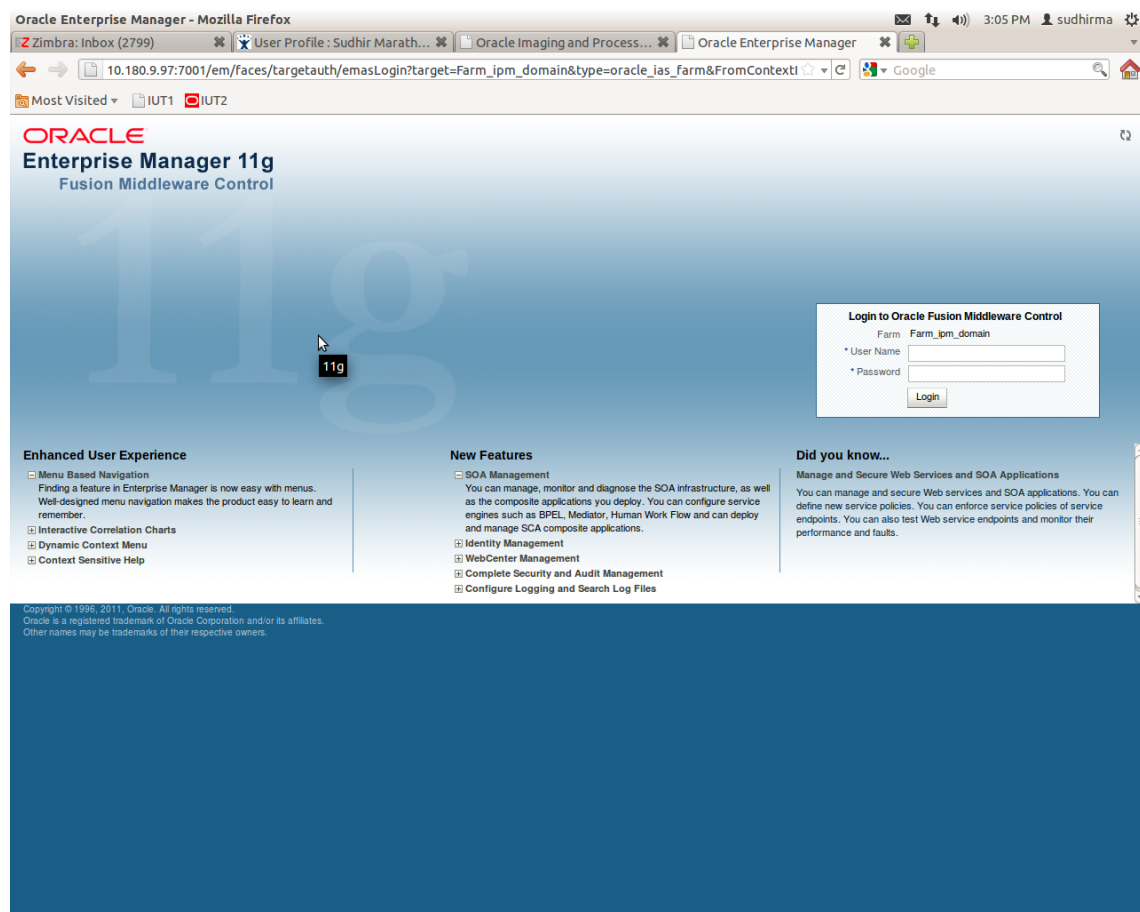 Oracle Enterprise Manager - Mozilla Firefox
3:05 PM sudhirma
Zimbra: Inbox (2799)
User Profile : Sudhir Marath...
Oracle Imaging and Process...
Oracle Enterprise Manager
10.180.9.97:7001/em/faces/targetauth/emasLogin?target=Farm_ipm_domain&type=oracle_ias_farm&FromContextI
Google
Most Visited
IUT1
IUT2
ORACLE
Enterprise Manager 11g
Fusion Middleware Control
11g
Login to Oracle Fusion Middleware Control
Farm Farm_ipm_domain
* User Name
* Password
Login
11g
Enhanced User Experience
Menu Based Navigation
Finding a feature in Enterprise Manager is now easy with menus.
Well-designed menu navigation makes the product easy to learn and
remember.
Interactive Correlation Charts
Dynamic Context Menu
Context Sensitive Help
New Features
SOA Management
You can manage, monitor and diagnose the SOA infrastructure, as well
as the composite applications you deploy. You can configure service
engines such as BPEL, Mediator, Human Work Flow and can deploy
and manage SCA composite applications.
Identity Management
WebCenter Management
Complete Security and Audit Management
Configure Logging and Search Log Files
Did you know...
Manage and Secure Web Services and SOA Applications
You can manage and secure Web services and SOA applications. You can
define new service policies. You can enforce service policies of service
endpoints. You can also test Web service endpoints and monitor their
performance and faults.
Copyright © 1996, 2011, Oracle. All rights reserved.
Oracle is a registered trademark of Oracle Corporation and/or its affiliates.
Other names may be trademarks of their respective owners.